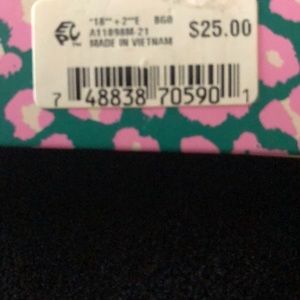 "18"+2"E BGO
A11898M-21 $25.00
MADE IN VIETNAM
7 48838 70590 1